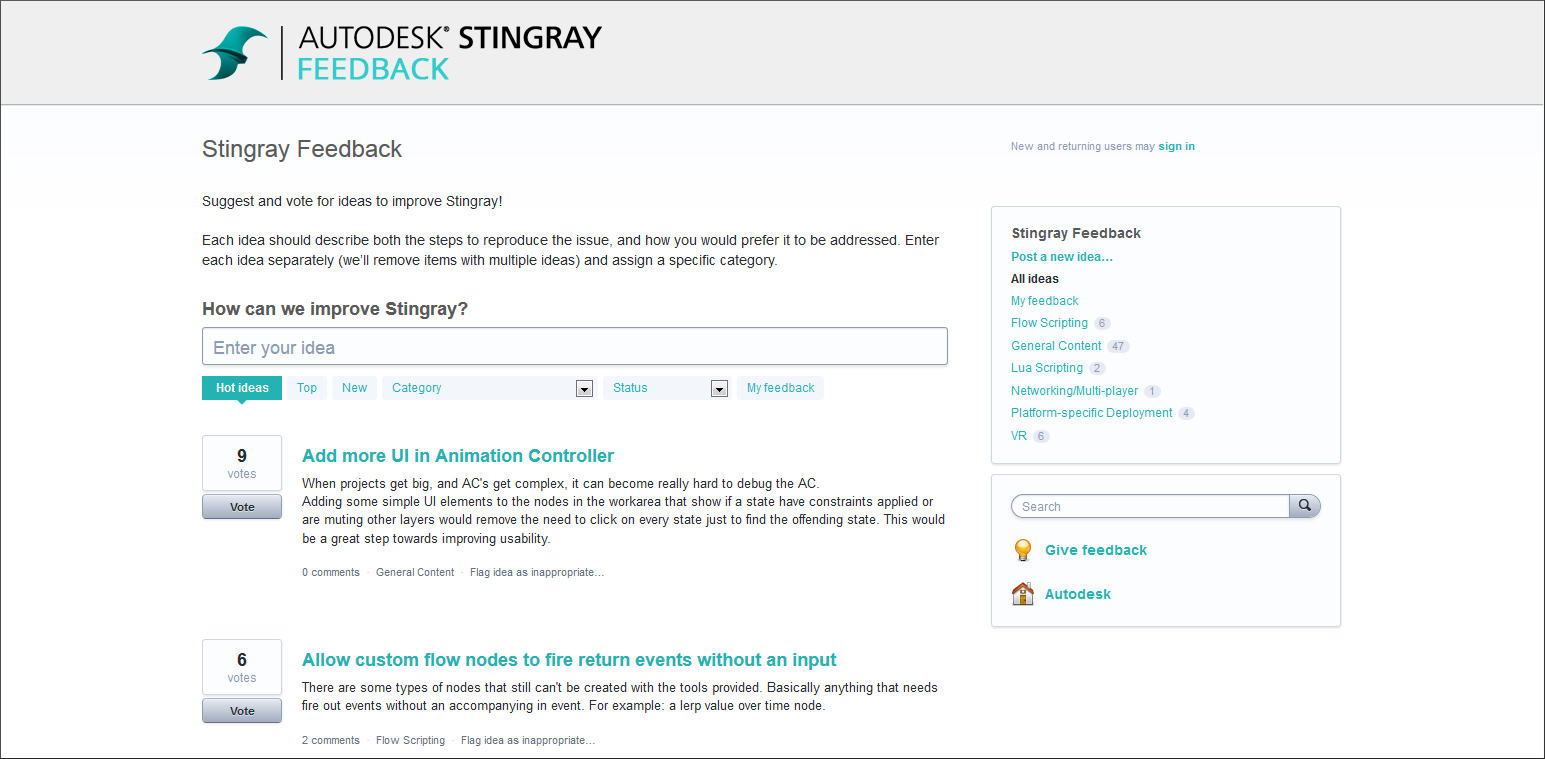 AUTODESK® STINGRAY
FEEDBACK
Stingray Feedback
New and returning users may sign in
Suggest and vote for ideas to improve Stingray!
Each idea should describe both the steps to reproduce the issue, and how you would prefer it to be addressed. Enter
each idea separately (we'll remove items with multiple ideas) and assign a specific category.
How can we improve Stingray?
Enter your idea
Hot ideas
Top
New
Category
Status
My feedback
9
votes
Vote
Add more UI in Animation Controller
When projects get big, and AC's get complex, it can become really hard to debug the AC.
Adding some simple UI elements to the nodes in the workarea that show if a state have constraints applied or
are muting other layers would remove the need to click on every state just to find the offending state. This would
be a great step towards improving usability.
0 comments · General Content · Flag idea as inappropriate…
6
votes
Vote
Allow custom flow nodes to fire return events without an input
There are some types of nodes that still can't be created with the tools provided. Basically anything that needs
fire out events without an accompanying in event. For example: a lerp value over time node.
2 comments · Flow Scripting · Flag idea as inappropriate…
Stingray Feedback
Post a new idea…
All ideas
My feedback
Flow Scripting 6
General Content 47
Lua Scripting 2
Networking/Multi-player 1
Platform-specific Deployment 4
VR 6
Search
Give feedback
Autodesk